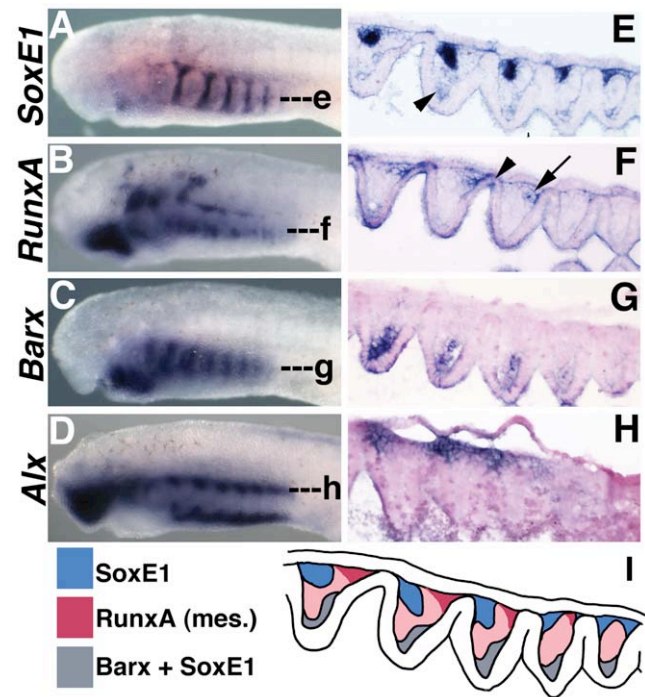 SoxE1
A
---e
E
RunxA
B
---f
F
Barx
C
---g
G
Alx
D
---h
H
SoxE1
RunxA (mes.)
Barx + SoxE1
I